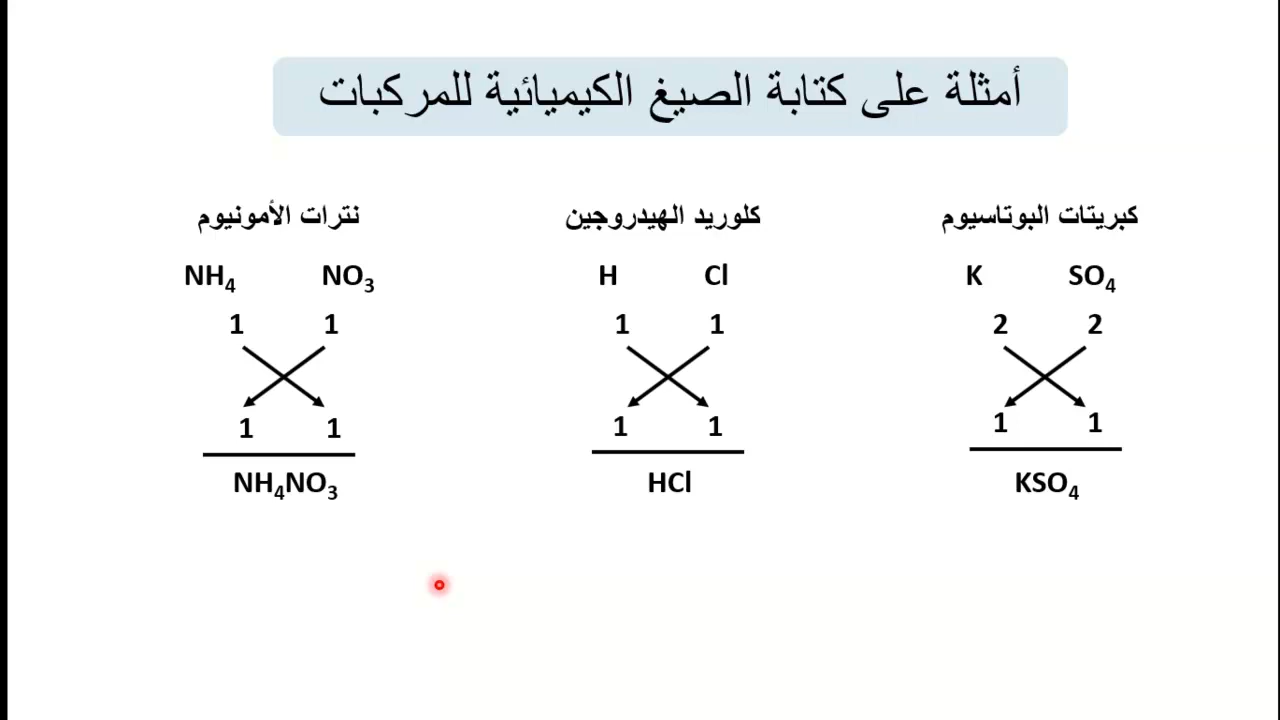 أمثلة على كتابة الصيغ الكيميائية للمركبات
كبريتات البوتاسيوم
K SO₄
2 2
1 1
KSO₄
كلوريد الهيدروجين
H Cl
1 1
1 1
HCl
نترات الأمونيوم
NH₄ NO₃
1 1
1 1
NH₄NO₃